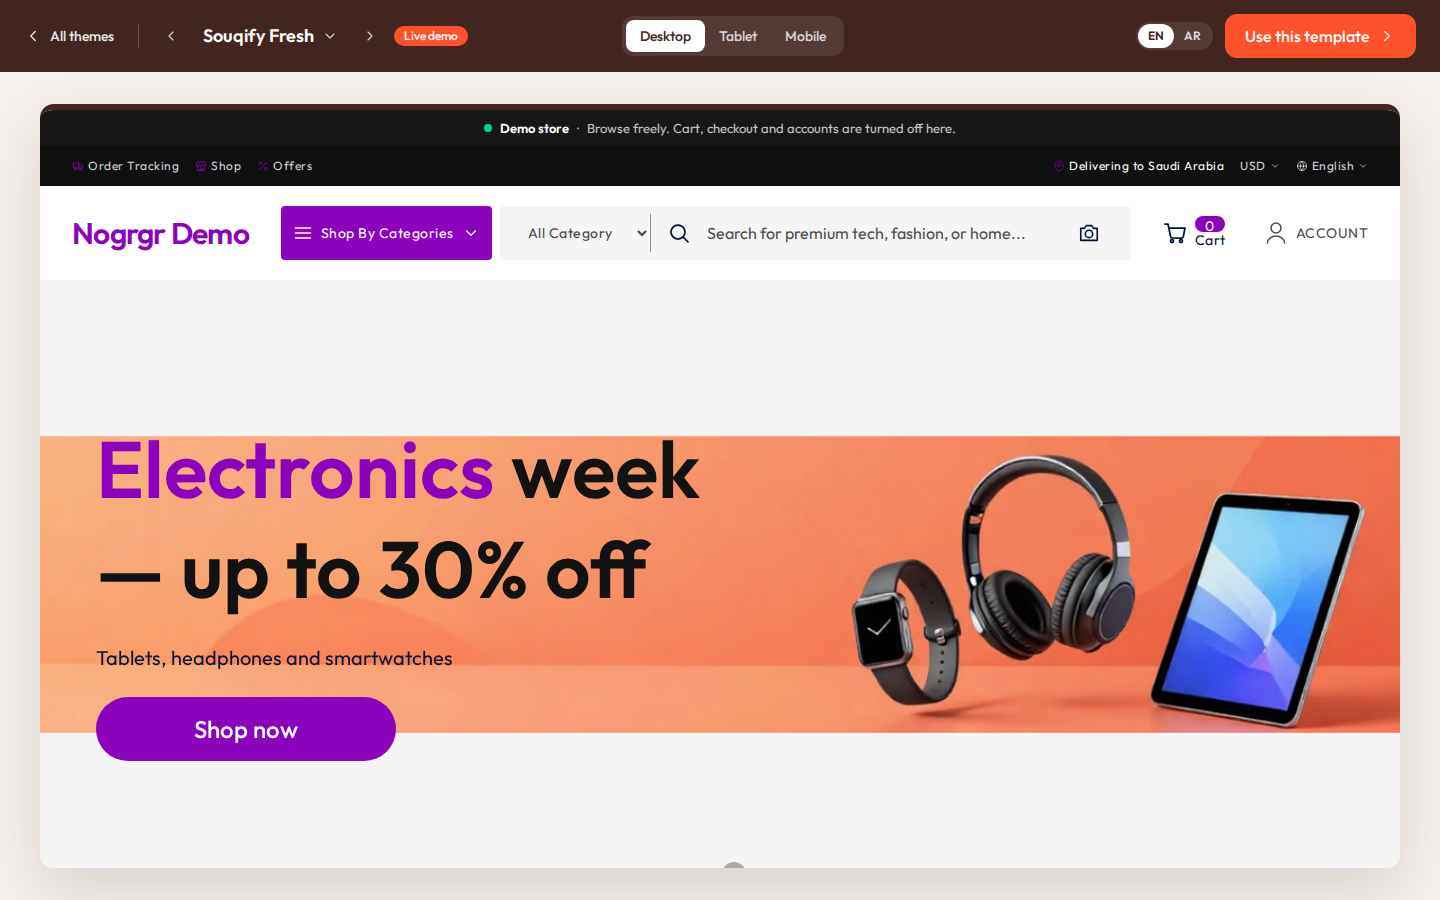 All themes
Souqify Fresh
Live demo
Desktop
Tablet
Mobile
EN
AR
Use this template
Demo store · Browse freely. Cart, checkout and accounts are turned off here.
Order Tracking
Shop
Offers
Delivering to Saudi Arabia
USD
English
Nogrgr Demo
Shop By Categories
All Category
Search for premium tech, fashion, or home...
0
Cart
ACCOUNT
Electronics week
— up to 30% off
Tablets, headphones and smartwatches
Shop now